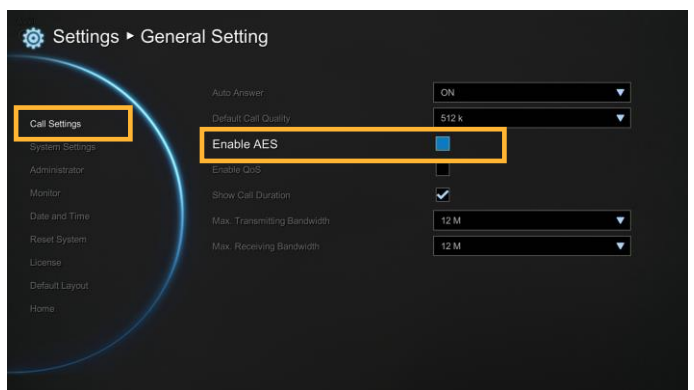 Settings ▸ General Setting
Auto Answer ON
Call Settings
Default Call Quality 512 k
System Settings
Enable AES
Administrator
Enable QoS
Monitor
Show Call Duration
Date and Time
Max. Transmitting Bandwidth 12 M
Reset System
Max. Receiving Bandwidth 12 M
License
Default Layout
Home